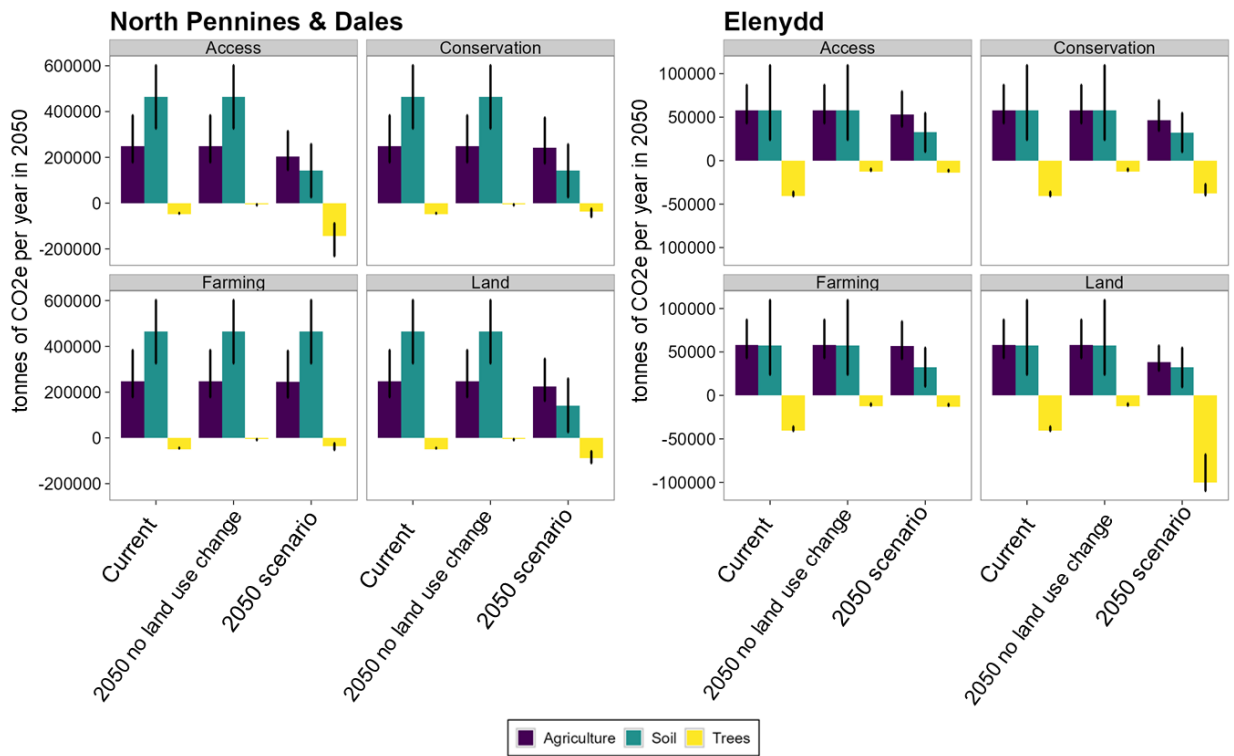 North Pennines & Dales
Elenydd
Access
Conservation
Access
Conservation
tonnes of CO2e per year in 2050
600000
400000
200000
0
-200000
tonnes of CO2e per year in 2050
100000
50000
0
-50000
100000
Farming
Land
Farming
Land
600000
400000
200000
0
-200000
100000
50000
0
-50000
-100000
Current
2050 no land use change
2050 scenario
Current
2050 no land use change
2050 scenario
Current
2050 no land use change
2050 scenario
Current
2050 no land use change
2050 scenario
Agriculture
Soil
Trees